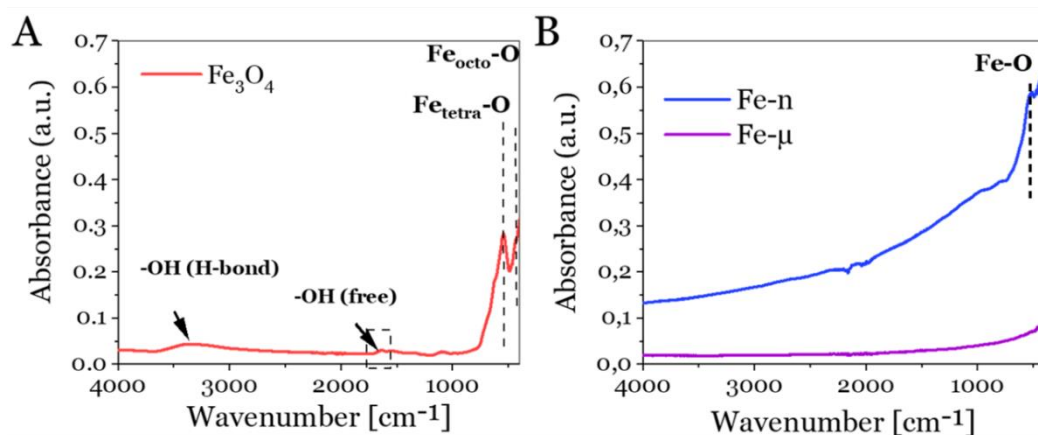 A
Absorbance (a.u.)
0,7
0,6
0,5
0,4
0,3
0,2
0,1
0.0
Fe₃O₄
Feocto-O
Fetetra-O
-OH (H-bond)
-OH (free)
4000 3000 2000 1000
Wavenumber [cm⁻¹]
B
Absorbance (a.u.)
0,7
0,6
0,5
0,4
0,3
0,2
0,1
0,0
Fe-O
Fe-n
Fe-μ
4000 3000 2000 1000
Wavenumber [cm⁻¹]